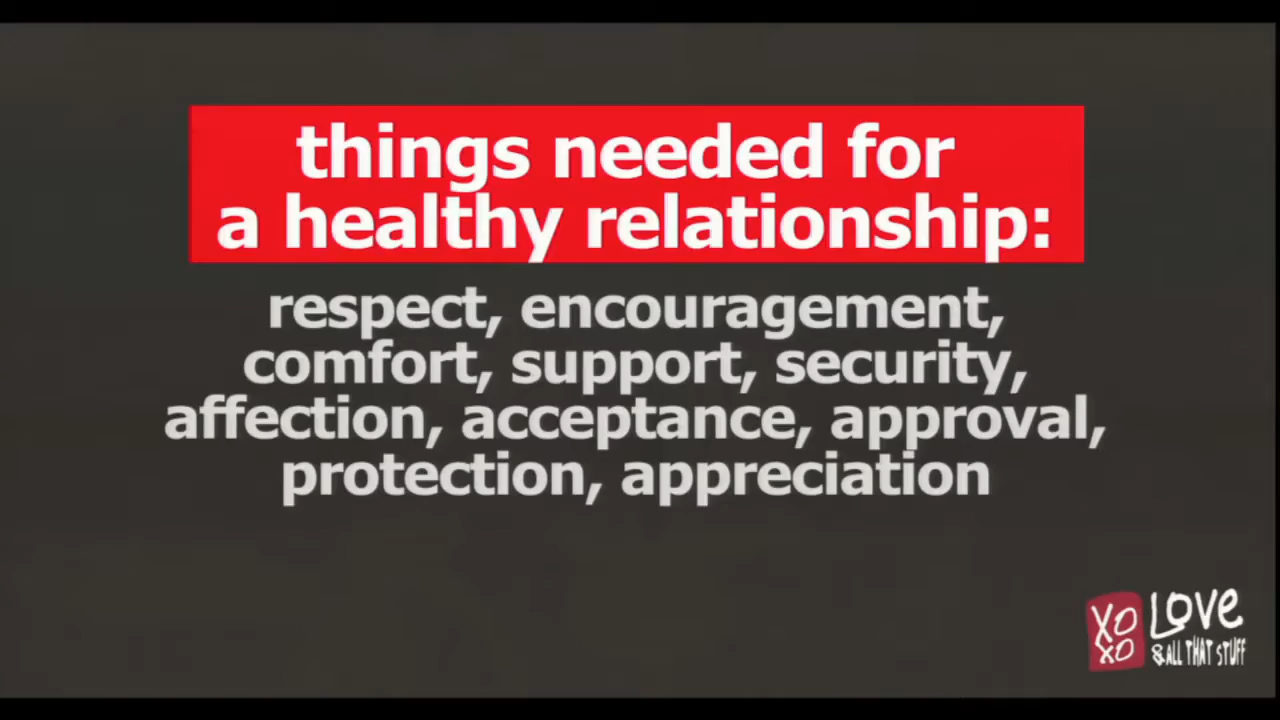 things needed for
a healthy relationship:
respect, encouragement,
comfort, support, security,
affection, acceptance, approval,
protection, appreciation
XO
XO
LOVE
& ALL THAT STUFF